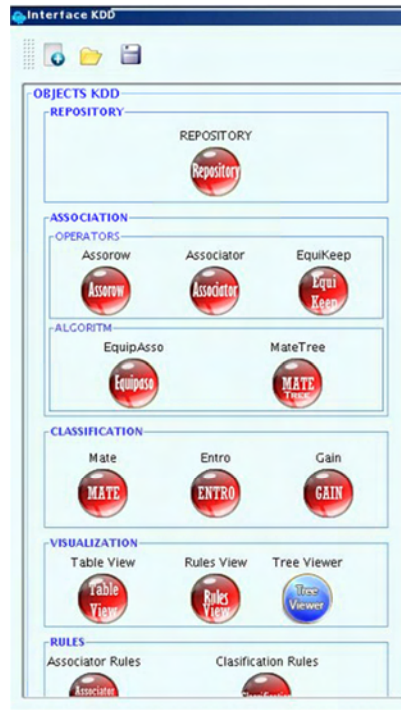 Interface KDD
OBJECTS KDD
REPOSITORY
REPOSITORY
Repository
ASSOCIATION
OPERATORS
Assorow Associator EquiKeep
Assorow Associator Equi
Keep
ALGORITM
EquipAsso MateTree
Equipaso MATE
TREE
CLASSIFICATION
Mate Entro Gain
MATE ENTRO GAIN
VISUALIZATION
Table View Rules View Tree Viewer
Table Rules Tree
View View Viewer
RULES
Associator Rules Clasification Rules
Associator